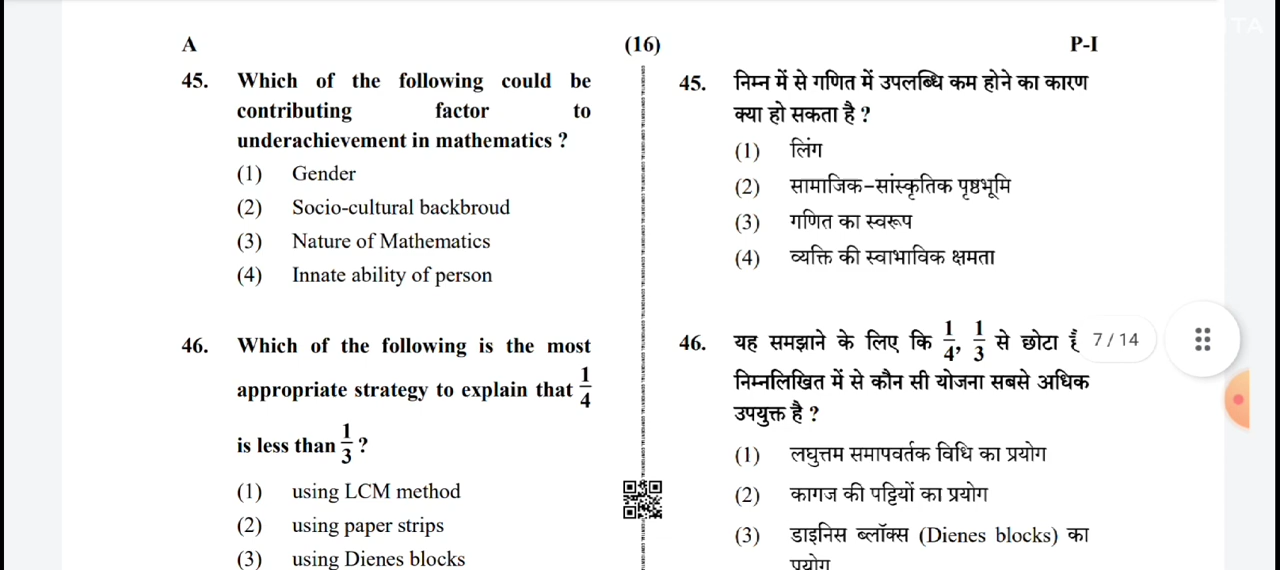 A
(16)
P-I
45. Which of the following could be
contributing factor to
underachievement in mathematics ?
(1) Gender
(2) Socio-cultural backbroud
(3) Nature of Mathematics
(4) Innate ability of person
46. Which of the following is the most
appropriate strategy to explain that 1/4
is less than 1/3 ?
(1) using LCM method
(2) using paper strips
(3) using Dienes blocks
45. निम्न में से गणित में उपलब्धि कम होने का कारण
क्या हो सकता है ?
(1) लिंग
(2) सामाजिक-सांस्कृतिक पृष्ठभूमि
(3) गणित का स्वरूप
(4) व्यक्ति की स्वाभाविक क्षमता
46. यह समझाने के लिए कि 1/4, 1/3 से छोटा है
निम्नलिखित में से कौन सी योजना सबसे अधिक
उपयुक्त है ?
(1) लघुत्तम समापवर्तक विधि का प्रयोग
(2) कागज की पट्टियों का प्रयोग
(3) डाइनिस ब्लॉक्स (Dienes blocks) का
प्रयोग
7 / 14